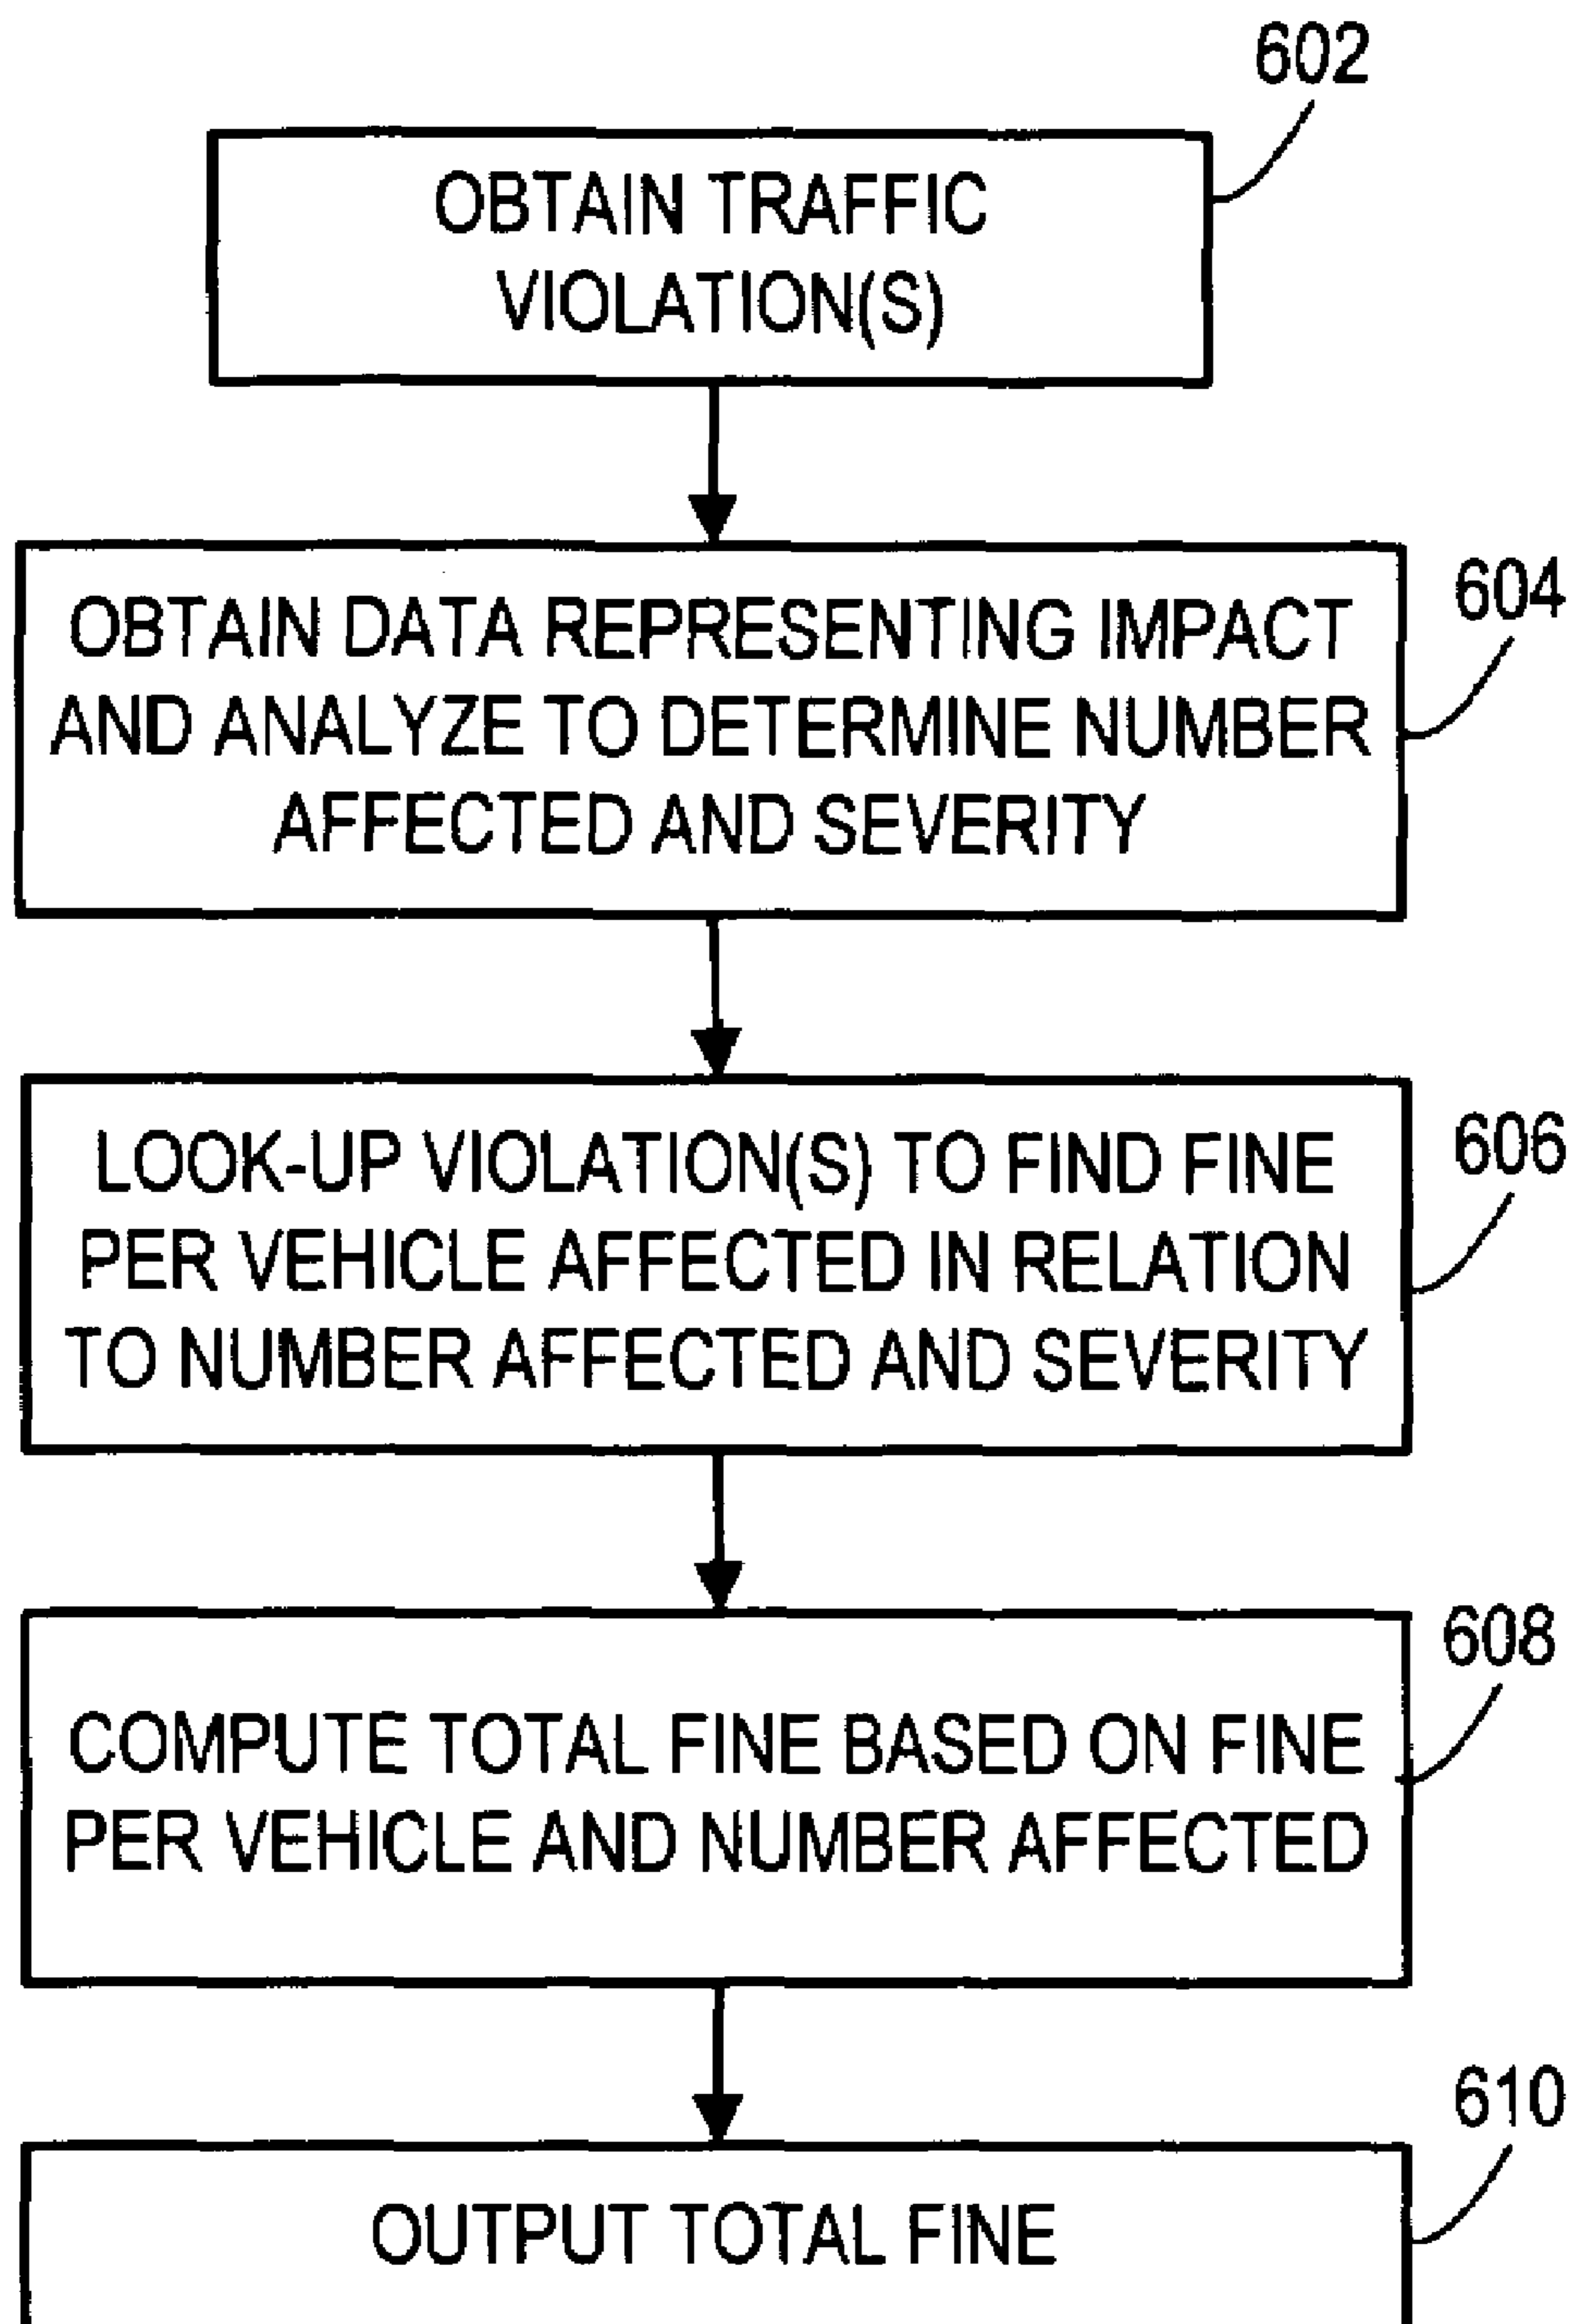 602
OBTAIN TRAFFIC
VIOLATION(S)
604
OBTAIN DATA REPRESENTING IMPACT
AND ANALYZE TO DETERMINE NUMBER
AFFECTED AND SEVERITY
606
LOOK-UP VIOLATION(S) TO FIND FINE
PER VEHICLE AFFECTED IN RELATION
TO NUMBER AFFECTED AND SEVERITY
608
COMPUTE TOTAL FINE BASED ON FINE
PER VEHICLE AND NUMBER AFFECTED
610
OUTPUT TOTAL FINE